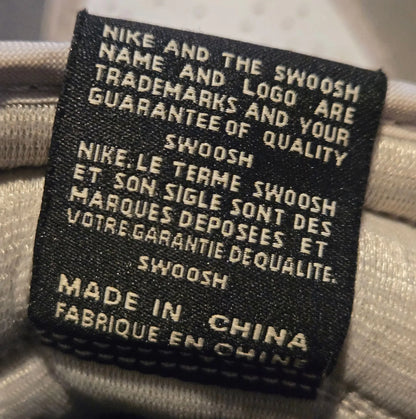 NIKE AND THE SWOOSH
NAME AND LOGO ARE
TRADEMARKS AND YOUR
GUARANTEE OF QUALITY
SWOOSH
NIKE, LE TERME SWOOSH
ET SON SIGLE SONT DES
MARQUES DEPOSEES ET
VOTRE GARANTIE DE QUALITE.
SWOOSH
MADE IN CHINA
FABRIQUE EN CHINE